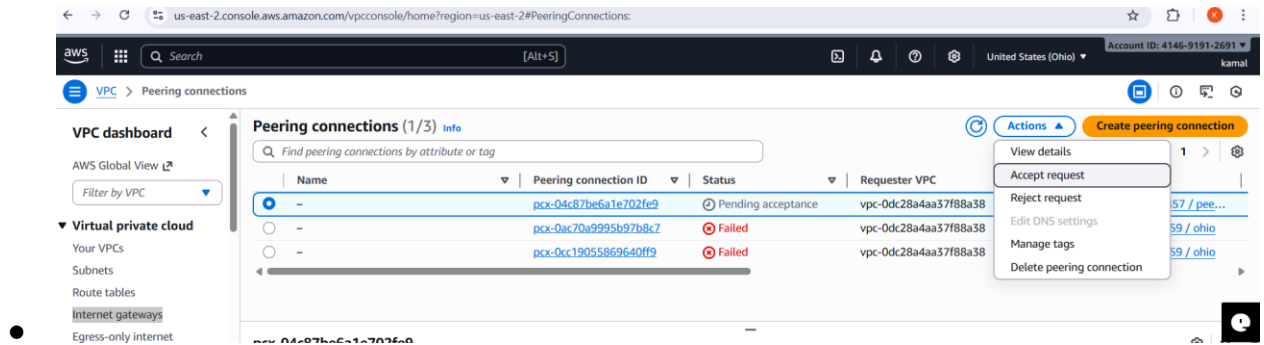 us-east-2.console.aws.amazon.com/vpcconsole/home?region=us-east-2#PeeringConnections:
K
aws
Search
[Alt+S]
United States (Ohio) ▼
Account ID: 4146-9191-2691 ▼
kamal
VPC > Peering connections
VPC dashboard
AWS Global View
Filter by VPC
Virtual private cloud
Your VPCs
Subnets
Route tables
Internet gateways
Egress-only internet
Peering connections (1/3) Info
Actions ▲
Create peering connection
Find peering connections by attribute or tag
1
View details
Accept request
Reject request
Edit DNS settings
Manage tags
Delete peering connection
Name Peering connection ID Status Requester VPC
– pcx-04c87be6a1e702fe9 Pending acceptance vpc-0dc28a4aa37f88a38 57 / pee...
– pcx-0ac70a9995b97b8c7 Failed vpc-0dc28a4aa37f88a38 59 / ohio
– pcx-0cc19055869640ff9 Failed vpc-0dc28a4aa37f88a38 59 / ohio
pcx-04c87be6a1e702fe9